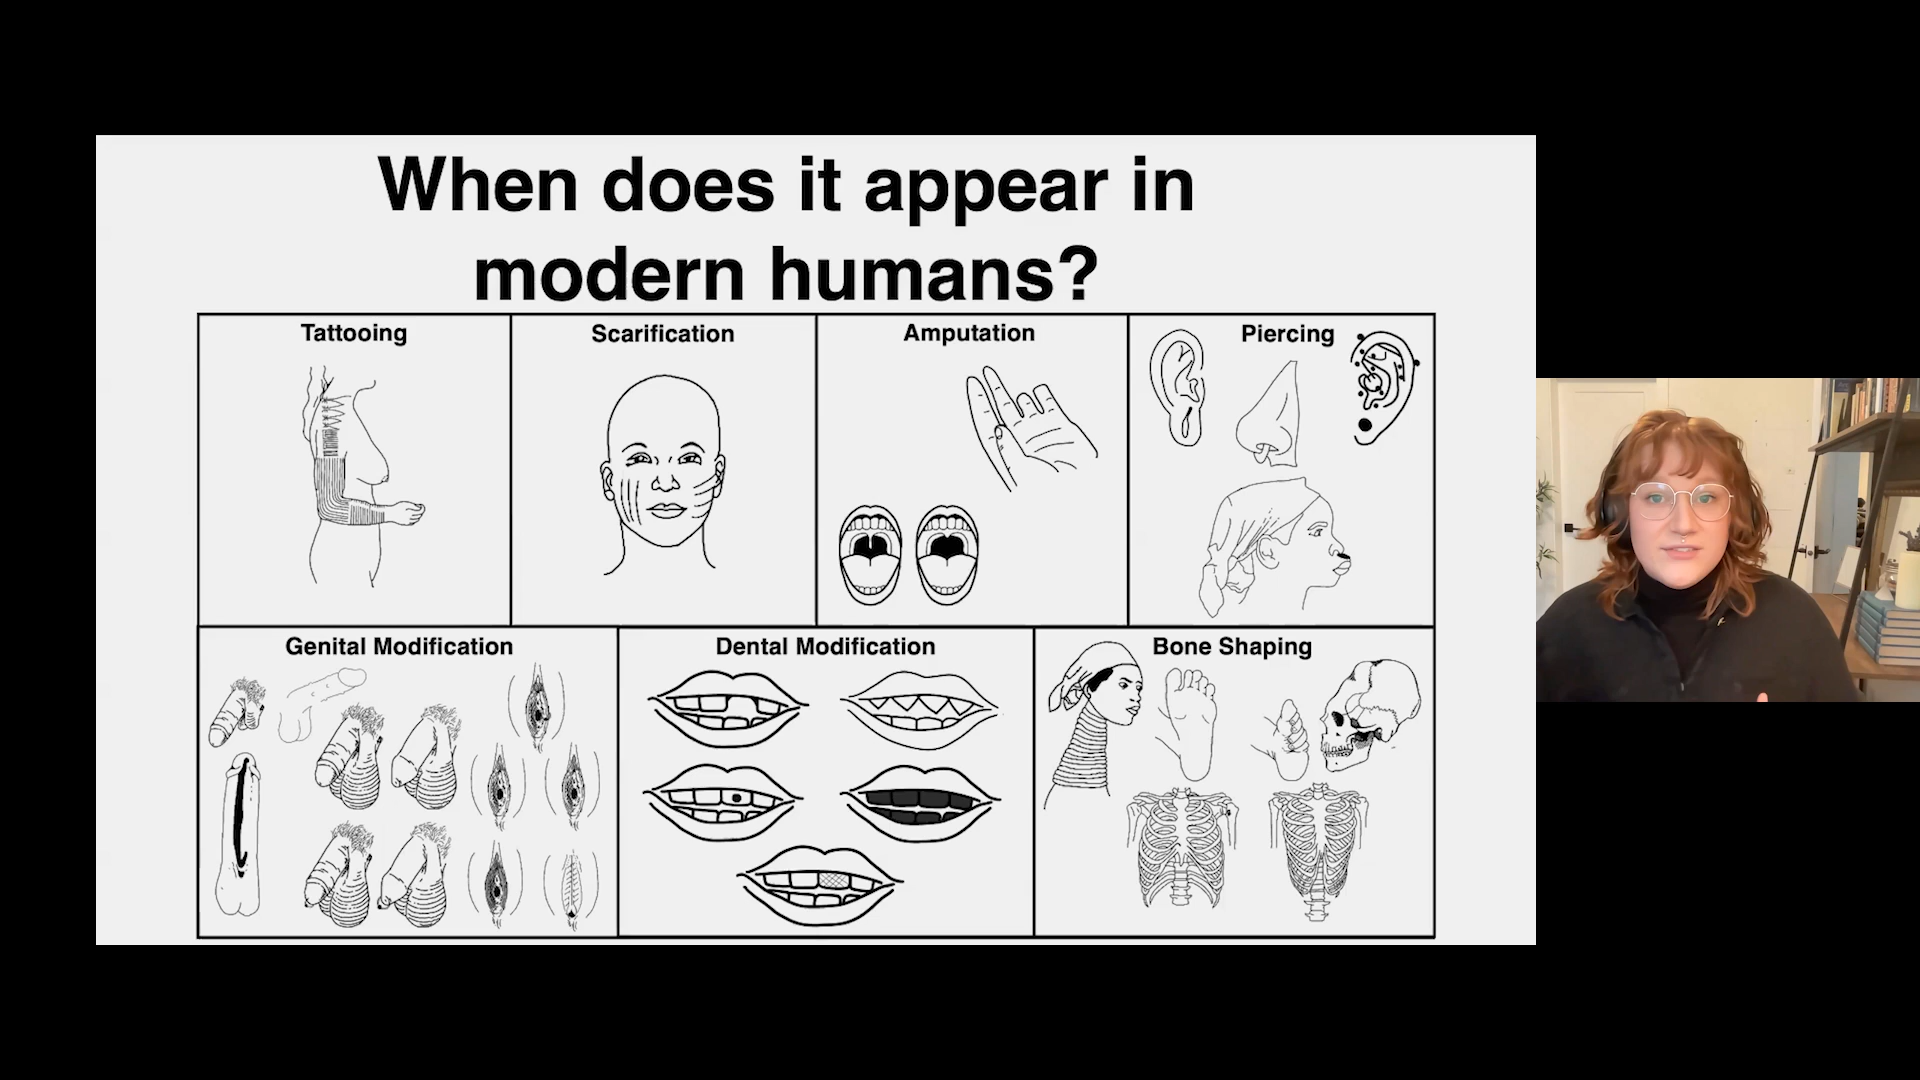 When does it appear in
modern humans?
Tattooing
Scarification
Amputation
Piercing
Genital Modification
Dental Modification
Bone Shaping